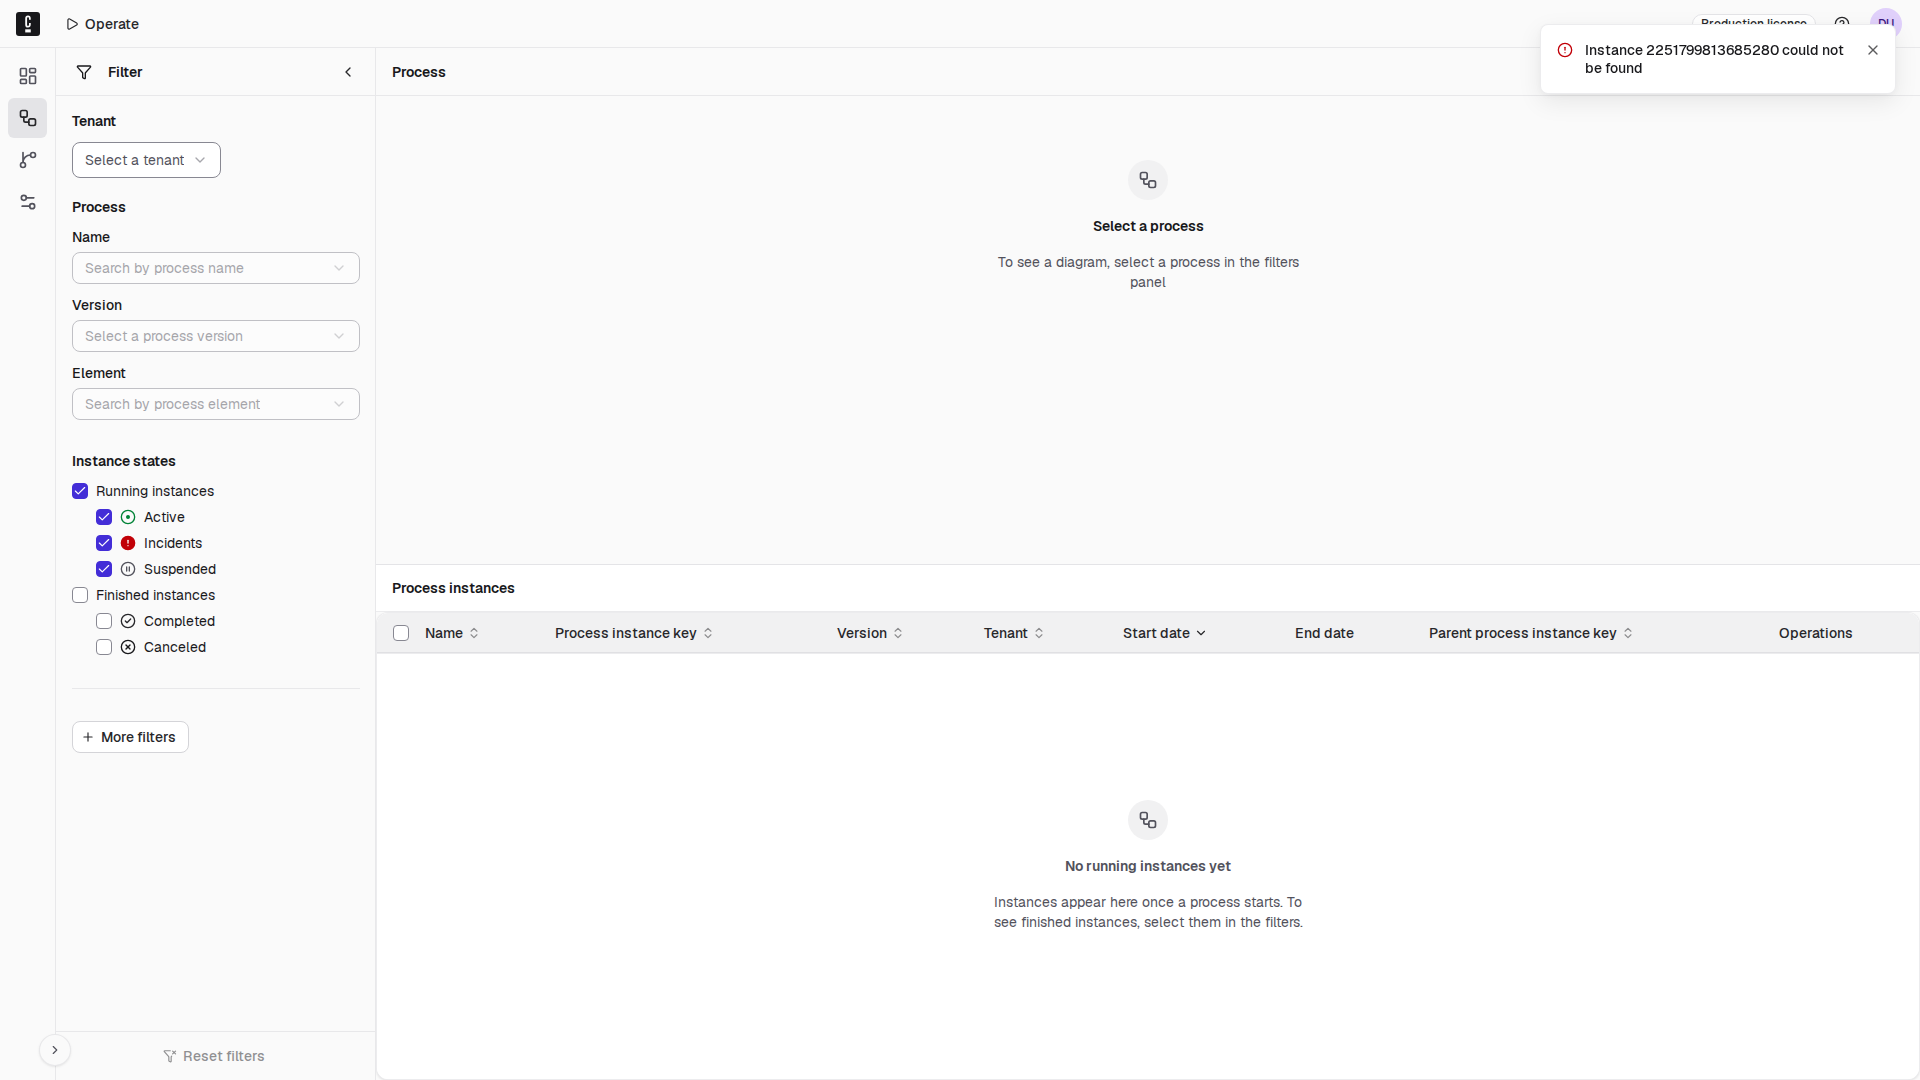 Operate
Production license
DU
Instance 2251799813685280 could not
be found
Filter
Process
Tenant
Select a tenant
Process
Name
Search by process name
Version
Select a process version
Element
Search by process element
Instance states
Running instances
Active
Incidents
Suspended
Finished instances
Completed
Canceled
More filters
Reset filters
Select a process
To see a diagram, select a process in the filters
panel
Process instances
Name
Process instance key
Version
Tenant
Start date
End date
Parent process instance key
Operations
No running instances yet
Instances appear here once a process starts. To
see finished instances, select them in the filters.